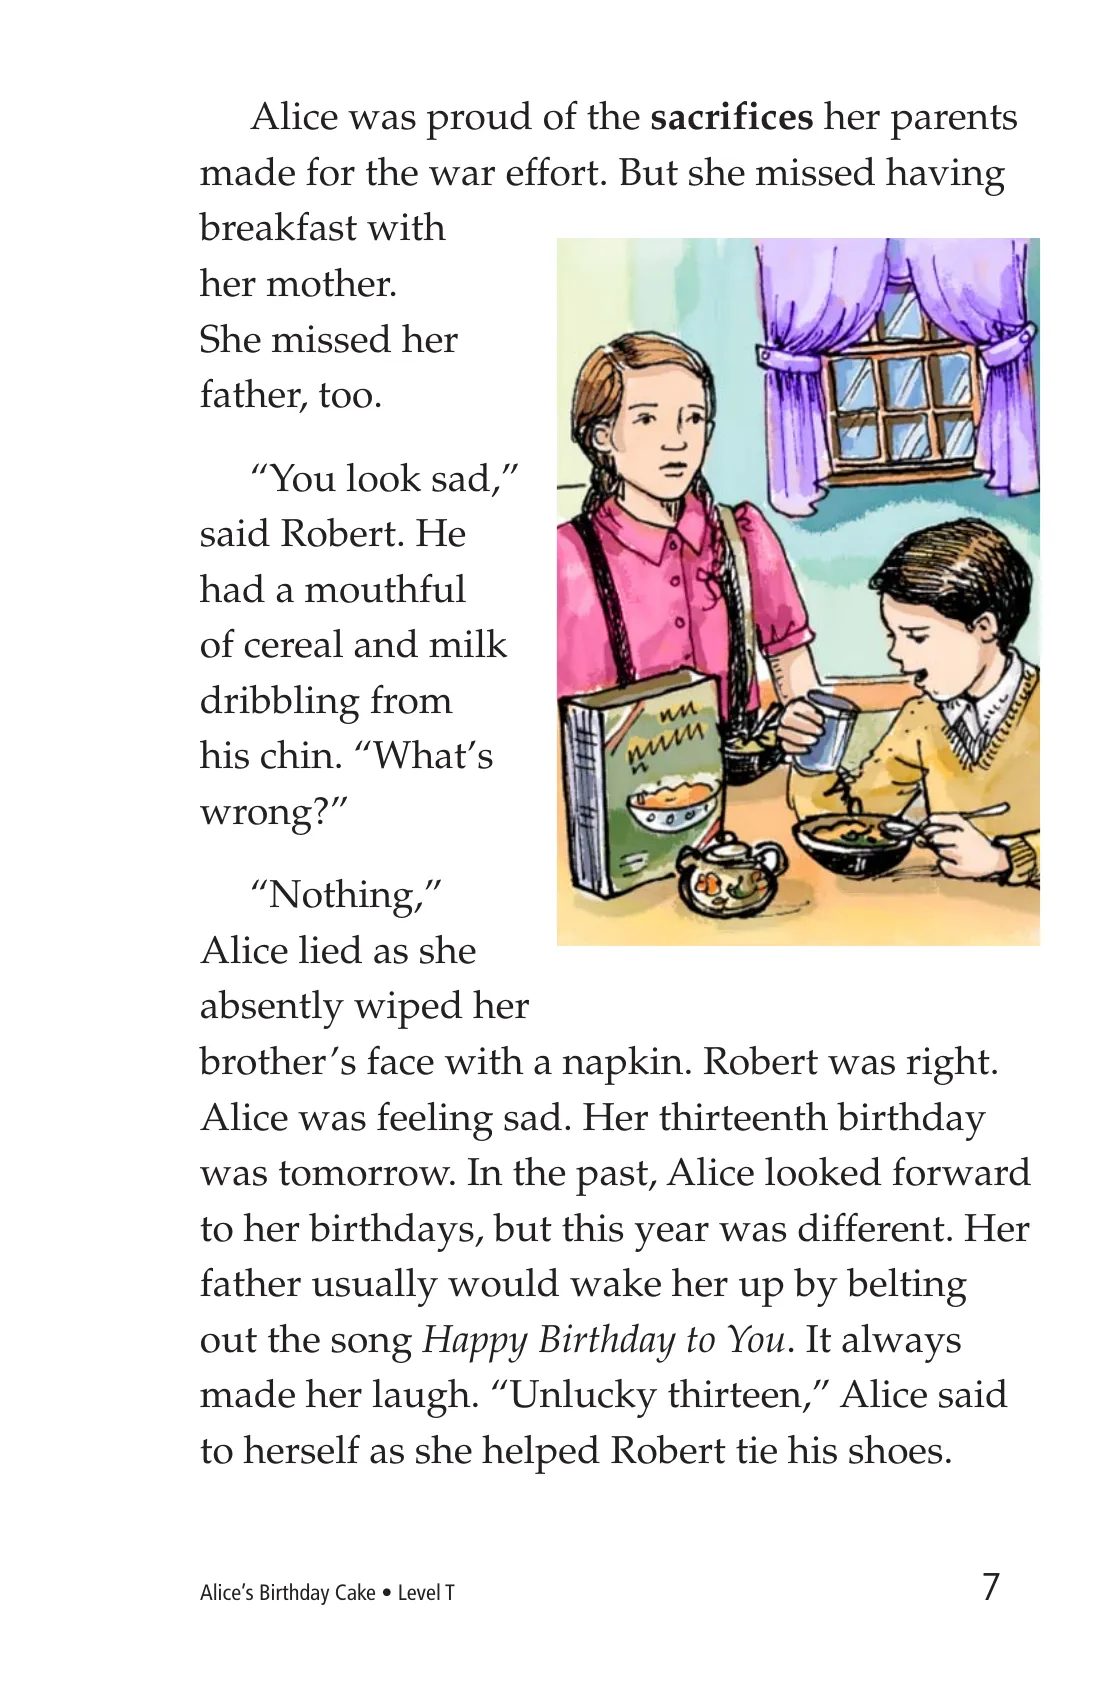 Alice was proud of the sacrifices her parents
made for the war effort. But she missed having
breakfast with
her mother.
She missed her
father, too.
“You look sad,”
said Robert. He
had a mouthful
of cereal and milk
dribbling from
his chin. “What’s
wrong?”
“Nothing,”
Alice lied as she
absently wiped her
brother’s face with a napkin. Robert was right.
Alice was feeling sad. Her thirteenth birthday
was tomorrow. In the past, Alice looked forward
to her birthdays, but this year was different. Her
father usually would wake her up by belting
out the song Happy Birthday to You. It always
made her laugh. “Unlucky thirteen,” Alice said
to herself as she helped Robert tie his shoes.
Alice’s Birthday Cake • Level T
7